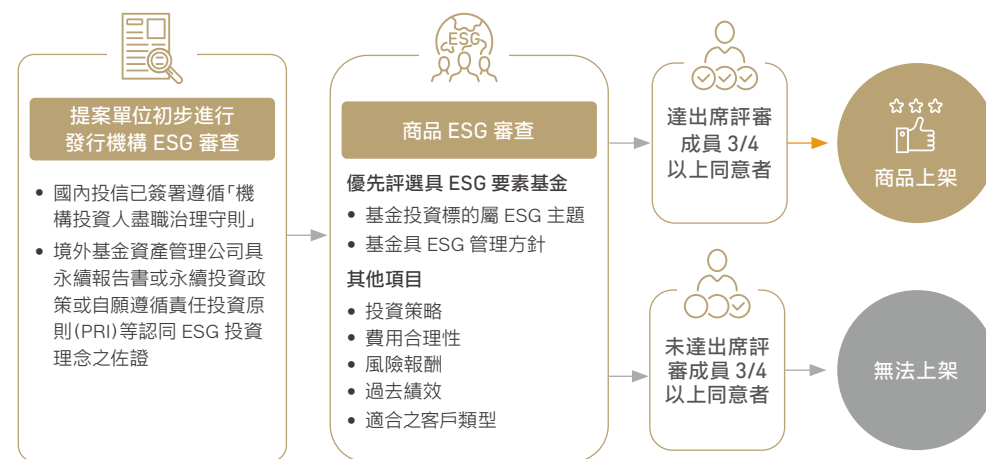 提案單位初步進行
發行機構 ESG 審查
• 國內投信已簽署遵循「機
構投資人盡職治理守則」
• 境外基金資產管理公司具
永續報告書或永續投資政
策或自願遵循責任投資原
則(PRI)等認同 ESG 投資
理念之佐證
ESG
商品 ESG 審查
優先評選具 ESG 要素基金
• 基金投資標的屬 ESG 主題
• 基金具 ESG 管理方針
其他項目
• 投資策略
• 費用合理性
• 風險報酬
• 過去績效
• 適合之客戶類型
達出席評審
成員 3/4
以上同意者
商品上架
未達出席評
審成員 3/4
以上同意者
無法上架